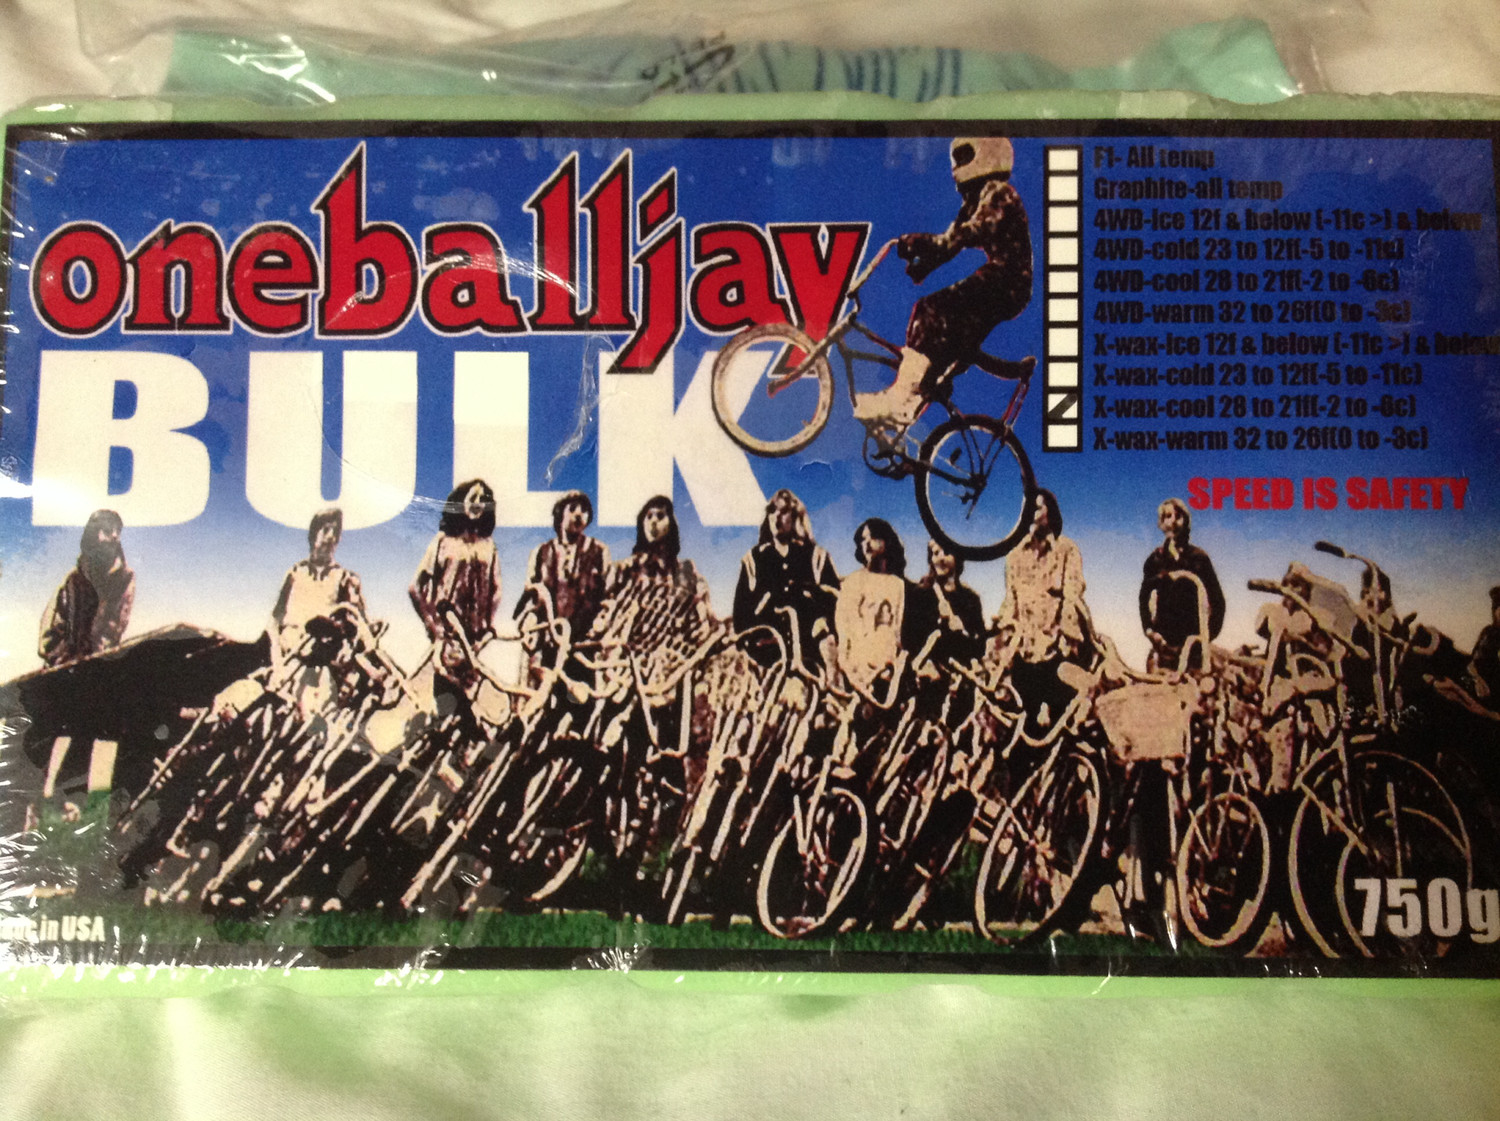 oneballjay
BULK
F1- All temp
Graphite-all temp
4WD-ice 12f & below (-11c >) & below
4WD-cold 23 to 12f(-5 to -11c)
4WD-cool 28 to 21f(-2 to -6c)
4WD-warm 32 to 26f(0 to -3c)
X-wax-ice 12f & below (-11c >) & below
X-wax-cold 23 to 12f(-5 to -11c)
X-wax-cool 28 to 21f(-2 to -6c)
X-wax-warm 32 to 26f(0 to -3c)
SPEED IS SAFETY
750g
in USA